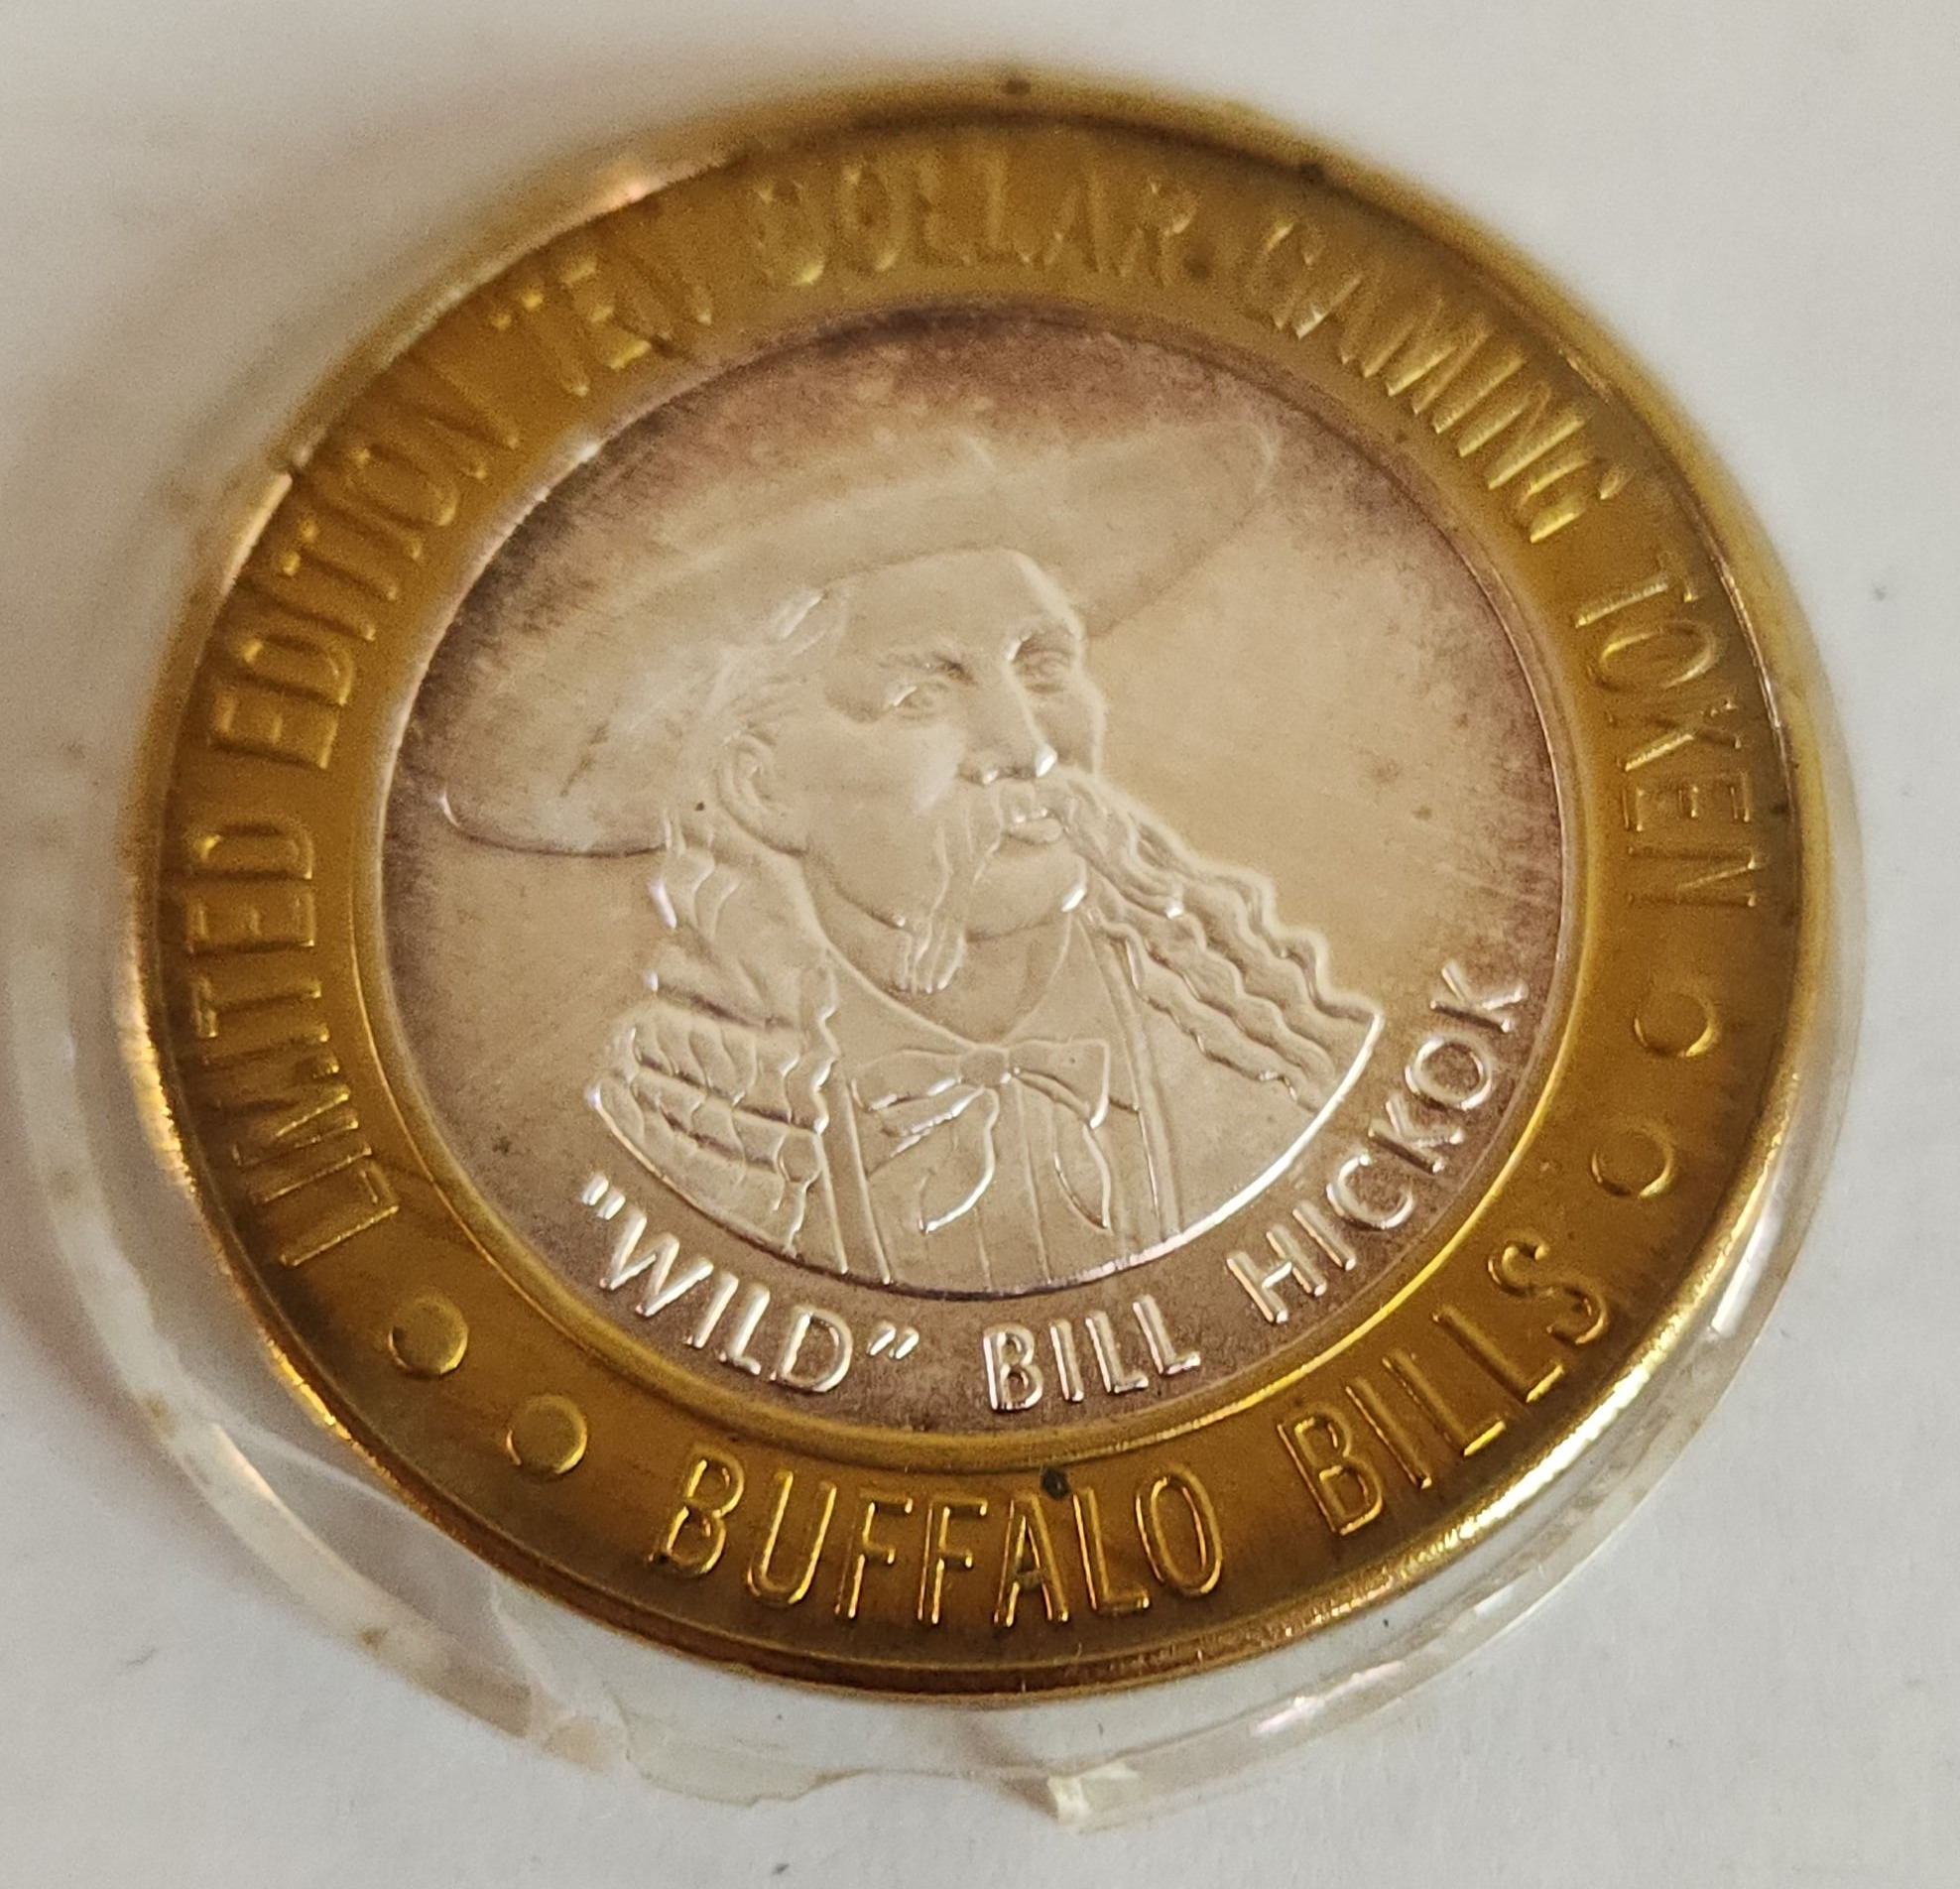 LIMITED EDITION TEN DOLLAR GAMING TOKEN
"WILD" BILL HICKOK
BUFFALO BILLS